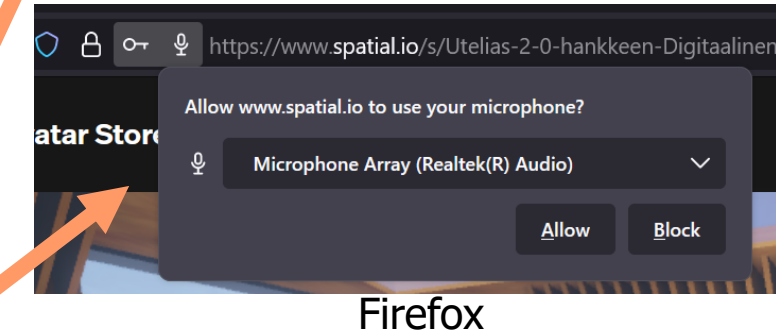 https://www.spatial.io/s/Utelias-2-0-hankkeen-Digitaalinen
Allow www.spatial.io to use your microphone?
atar Store
Microphone Array (Realtek(R) Audio)
Allow Block
Firefox